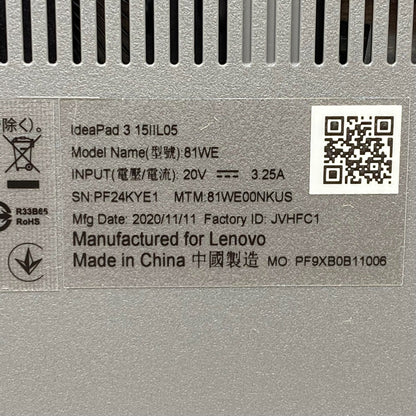 除く)。
R33B65
RoHS
IdeaPad 3 15IIL05
Model Name(型號):81WE
INPUT(電壓/電流): 20V ⎓ 3.25A
SN:PF24KYE1 MTM:81WE00NKUS
Mfg Date: 2020/11/11 Factory ID: JVHFC1
Manufactured for Lenovo
Made in China 中國製造 MO: PF9XB0B11006